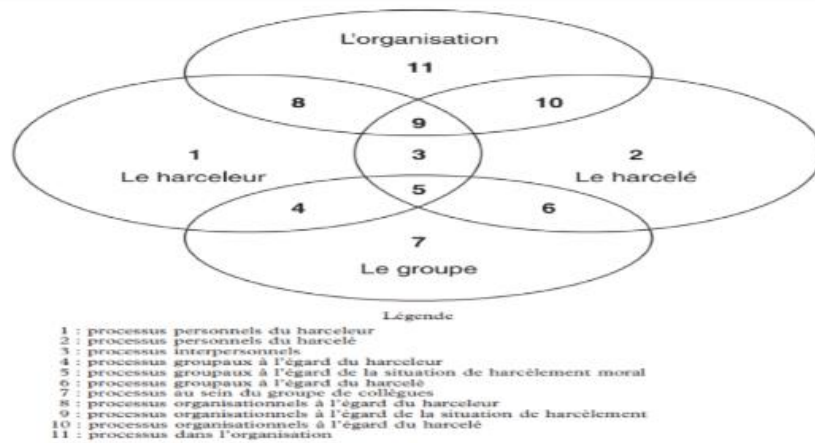 L'organisation
11
8
10
9
1
3
2
Le harceleur
Le harcelé
5
4
6
7
Le groupe
Légende
1 : processus personnels du harceleur
2 : processus personnels du harcelé
3 : processus interpersonnels
4 : processus groupaux à l'égard du harceleur
5 : processus groupaux à l'égard de la situation de harcèlement moral
6 : processus groupaux à l'égard du harcelé
7 : processus au sein du groupe de collègues
8 : processus organisationnels à l'égard du harceleur
9 : processus organisationnels à l'égard de la situation de harcèlement
10 : processus organisationnels à l'égard du harcelé
11 : processus dans l'organisation